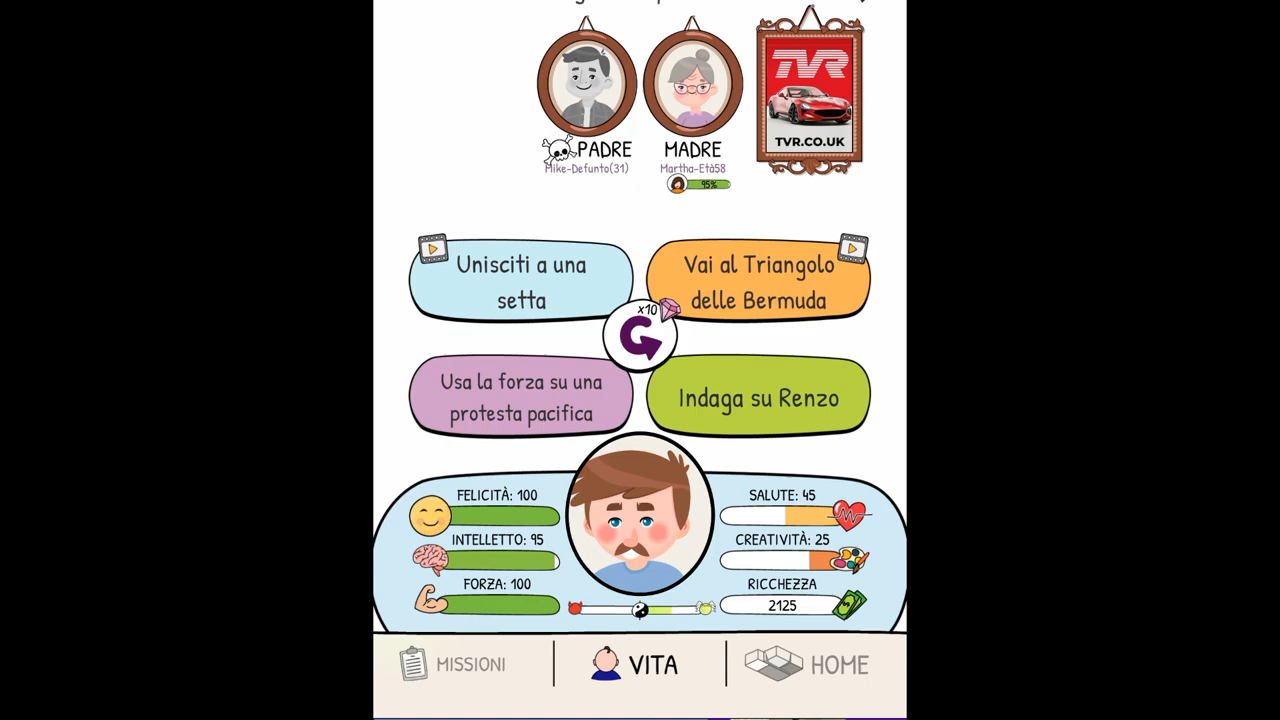 TVR
TVR.CO.UK
PADRE
MADRE
Mike-Defunto(31)
Martha-Età58
95%
Unisciti a una
setta
Vai al Triangolo
delle Bermuda
x10
Usa la forza su una
protesta pacifica
Indaga su Renzo
FELICITÀ: 100
SALUTE: 45
INTELLETTO: 95
CREATIVITÀ: 25
FORZA: 100
RICCHEZZA
2125
MISSIONI
VITA
HOME